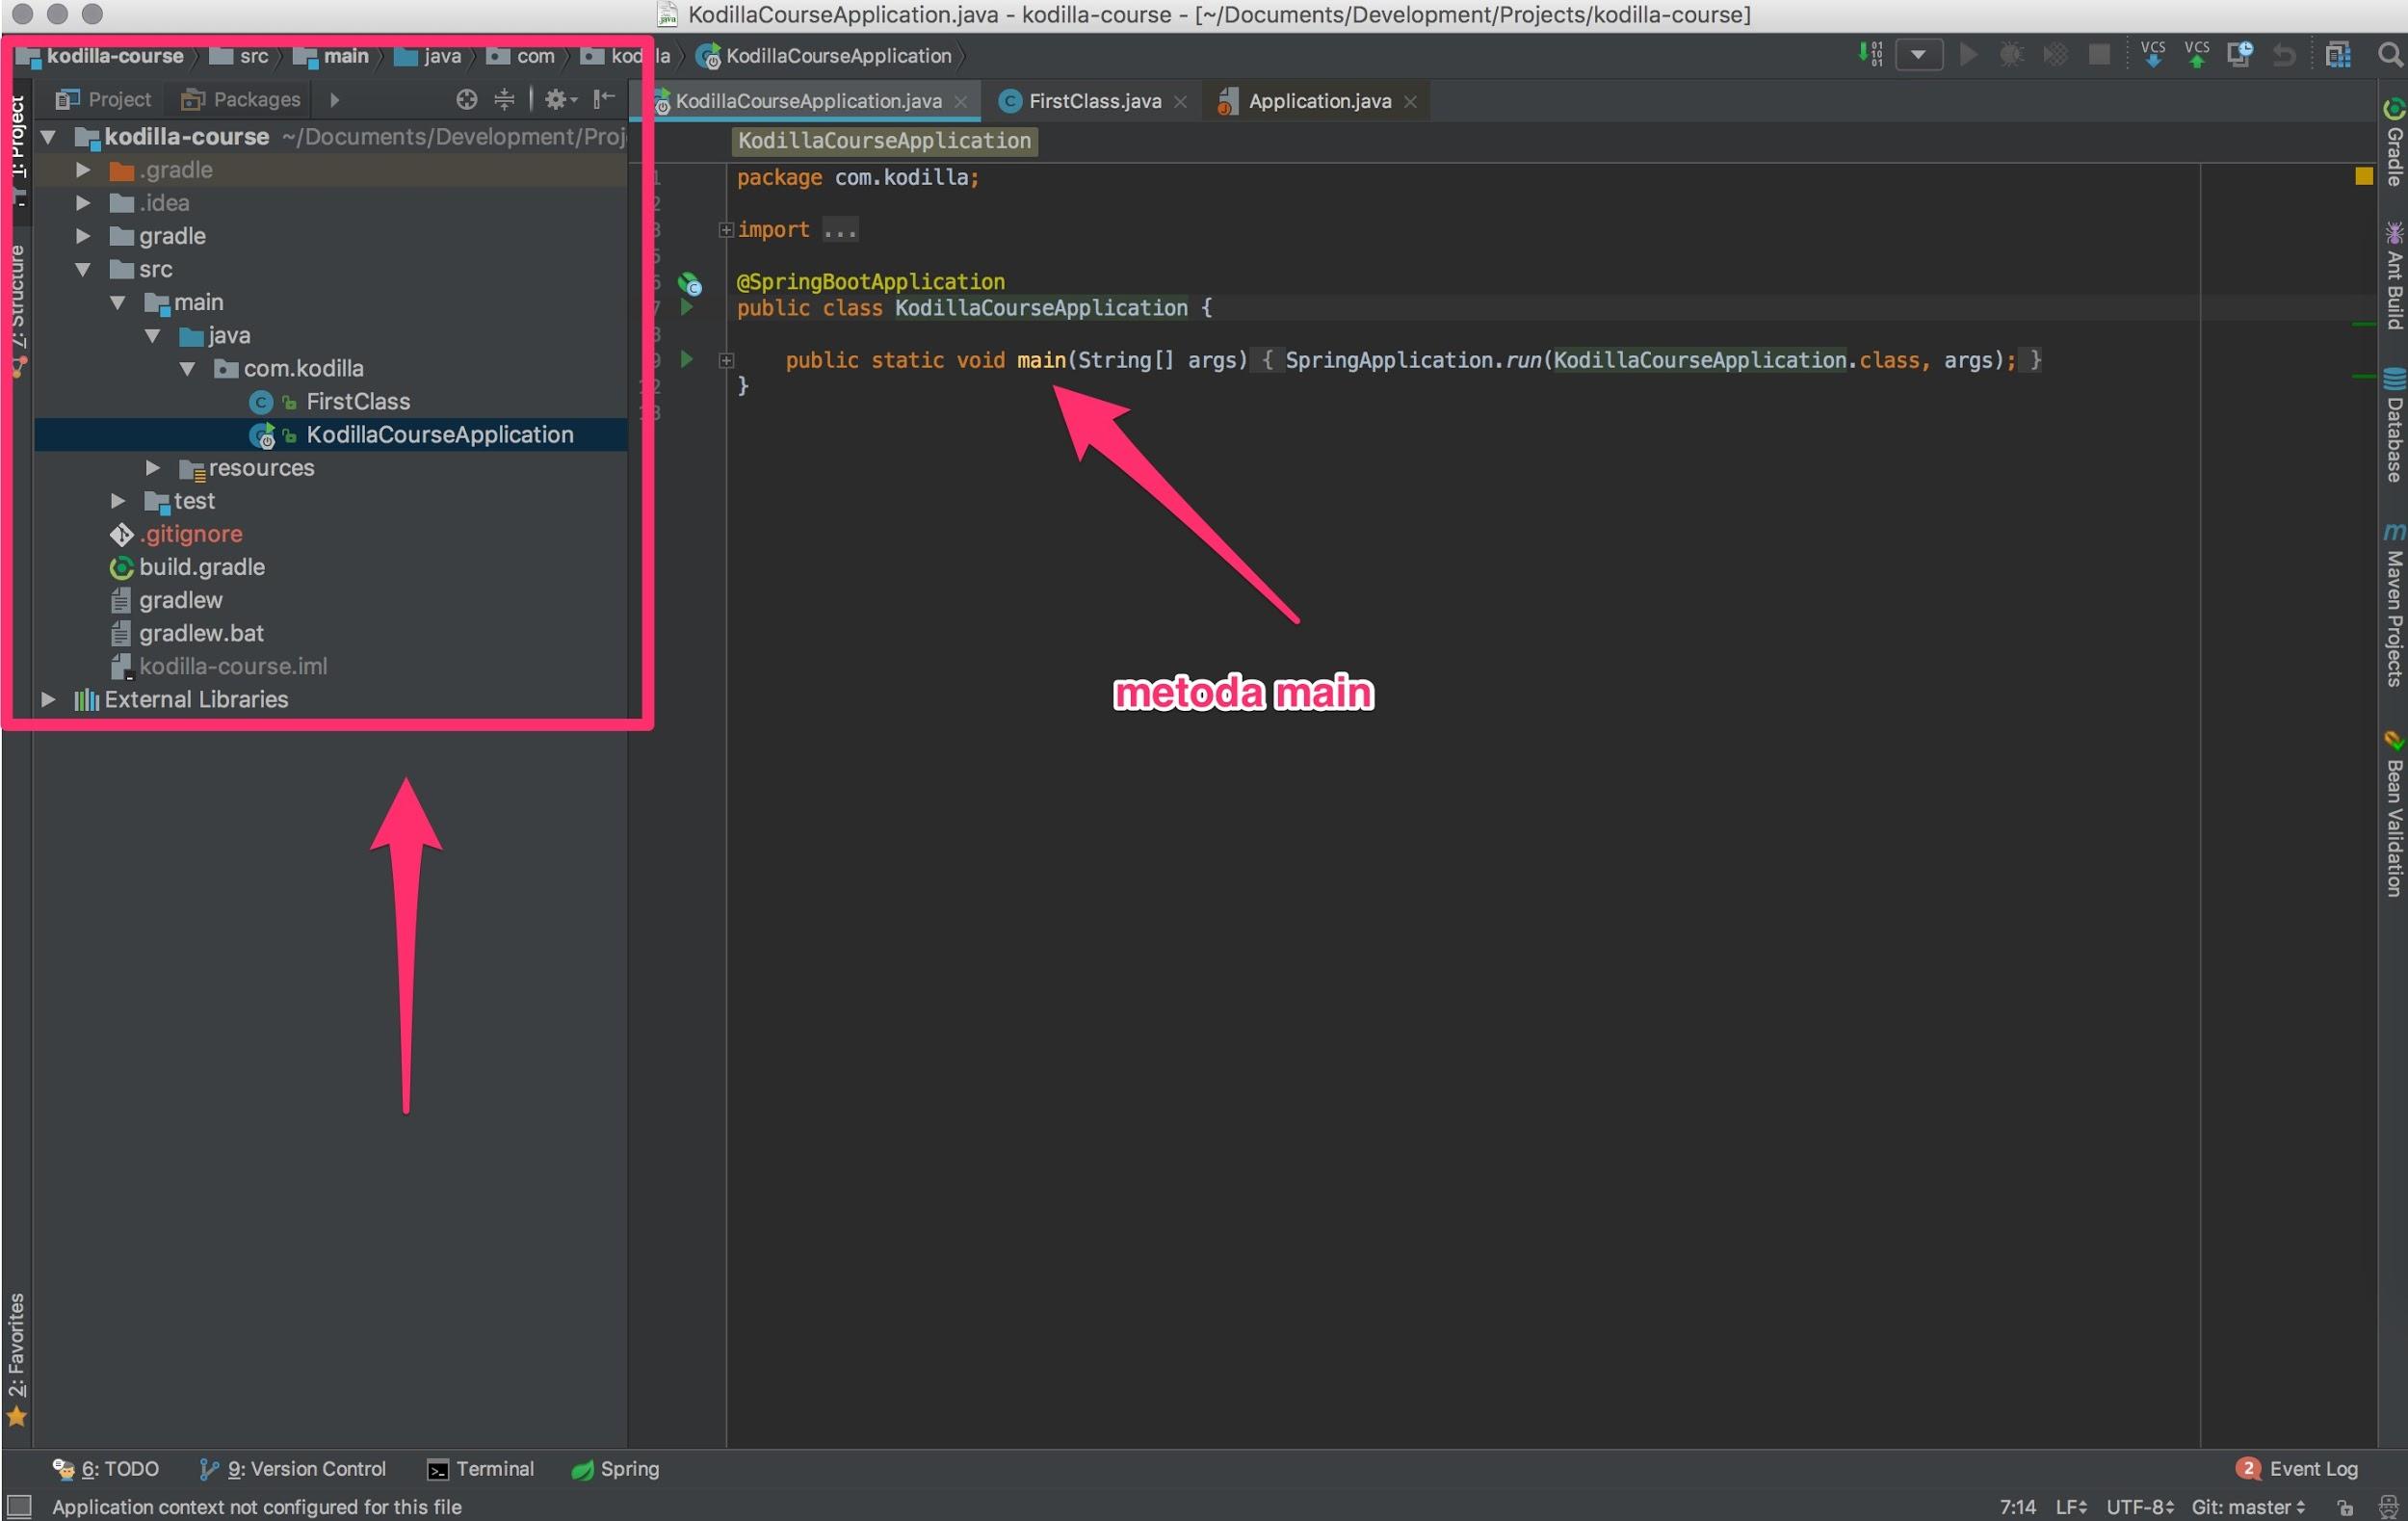 KodillaCourseApplication.java - kodilla-course - [~/Documents/Development/Projects/kodilla-course]
kodilla-course src main java com kodilla KodillaCourseApplication
VCS VCS
Project Packages
KodillaCourseApplication.java FirstClass.java Application.java
1: Project
7: Structure
2: Favorites
kodilla-course ~/Documents/Development/Proj
.gradle
.idea
gradle
src
main
java
com.kodilla
FirstClass
KodillaCourseApplication
resources
test
.gitignore
build.gradle
gradlew
gradlew.bat
kodilla-course.iml
External Libraries
KodillaCourseApplication
package com.kodilla;
import ...
@SpringBootApplication
public class KodillaCourseApplication {
public static void main(String[] args) { SpringApplication.run(KodillaCourseApplication.class, args); }
}
metoda main
Gradle
Ant Build
Database
Maven Projects
Bean Validation
6: TODO 9: Version Control Terminal Spring
2 Event Log
Application context not configured for this file
7:14 LF UTF-8 Git: master